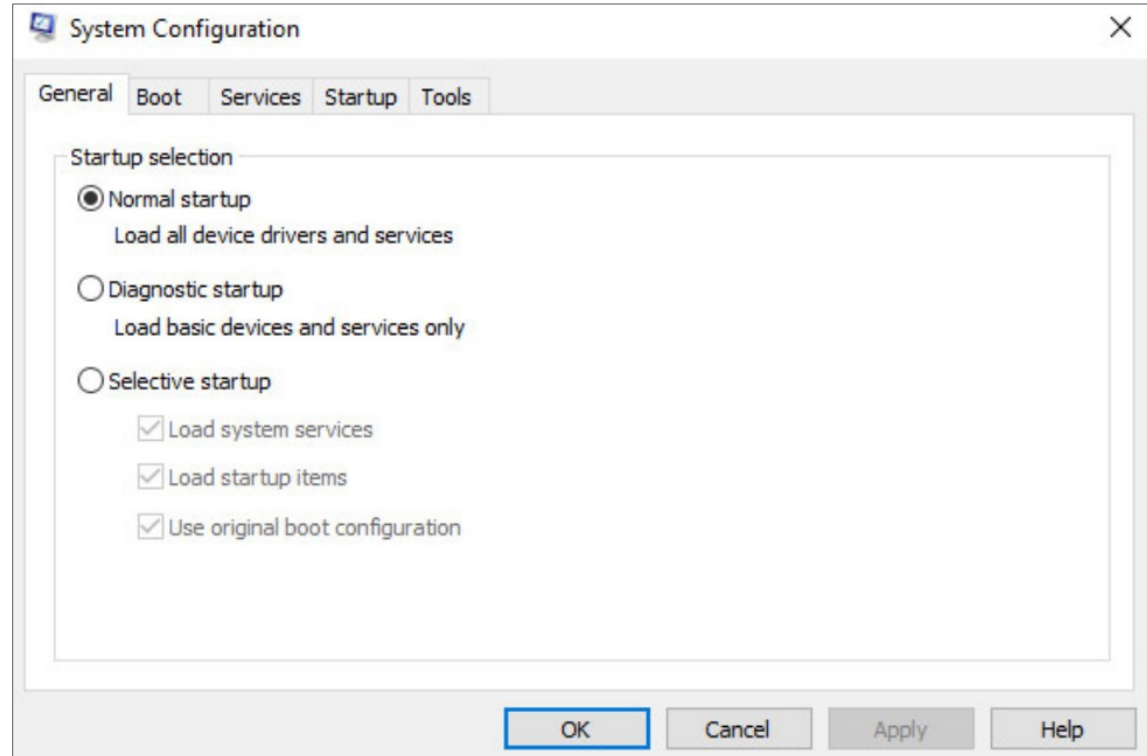 System Configuration
General Boot Services Startup Tools
Startup selection
Normal startup
Load all device drivers and services
Diagnostic startup
Load basic devices and services only
Selective startup
Load system services
Load startup items
Use original boot configuration
OK Cancel Apply Help